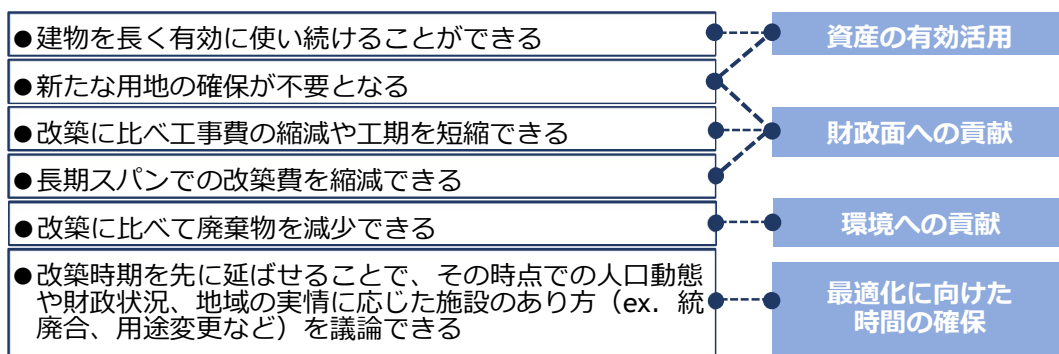 ●建物を長く有効に使い続けることができる
資産の有効活用
●新たな用地の確保が不要となる
●改築に比べ工事費の縮減や工期を短縮できる
財政面への貢献
●長期スパンでの改築費を縮減できる
●改築に比べて廃棄物を減少できる
環境への貢献
●改築時期を先に延ばせることで、その時点での人口動態
や財政状況、地域の実情に応じた施設のあり方（ex. 統
廃合、用途変更など）を議論できる
最適化に向けた
時間の確保